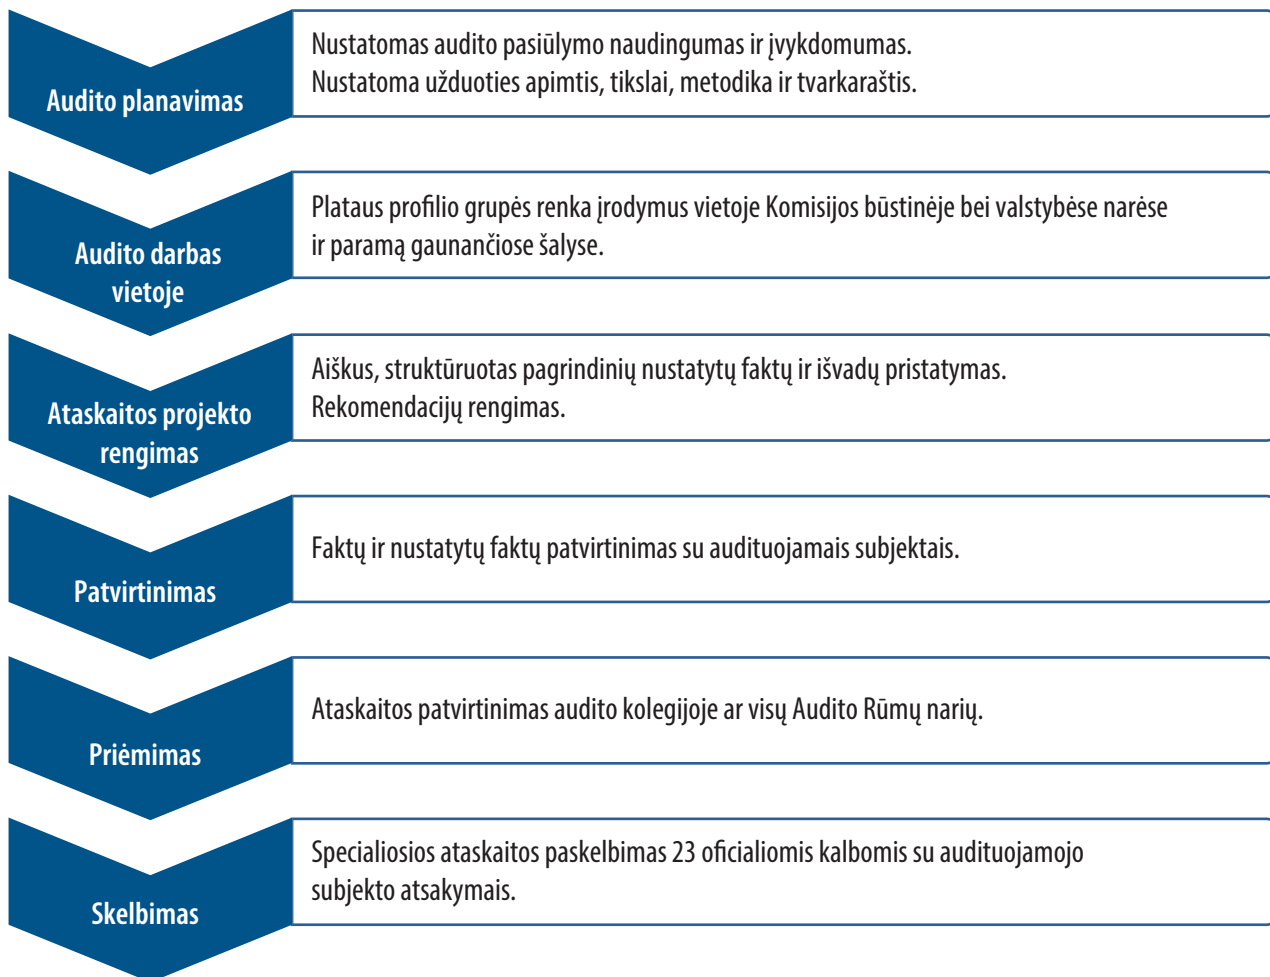 Audito planavimas
Nustatomas audito pasiūlymo naudingumas ir įvykdomumas.
Nustatoma užduoties apimtis, tikslai, metodika ir tvarkaraštis.
Audito darbas
vietoje
Plataus profilio grupės renka įrodymus vietoje Komisijos būstinėje bei valstybėse narėse
ir paramą gaunančiose šalyse.
Ataskaitos projekto
rengimas
Aiškus, struktūruotas pagrindinių nustatytų faktų ir išvadų pristatymas.
Rekomendacijų rengimas.
Patvirtinimas
Faktų ir nustatytų faktų patvirtinimas su audituojamais subjektais.
Priėmimas
Ataskaitos patvirtinimas audito kolegijoje ar visų Audito Rūmų narių.
Skelbimas
Specialiosios ataskaitos paskelbimas 23 oficialiomis kalbomis su audituojamojo
subjekto atsakymais.